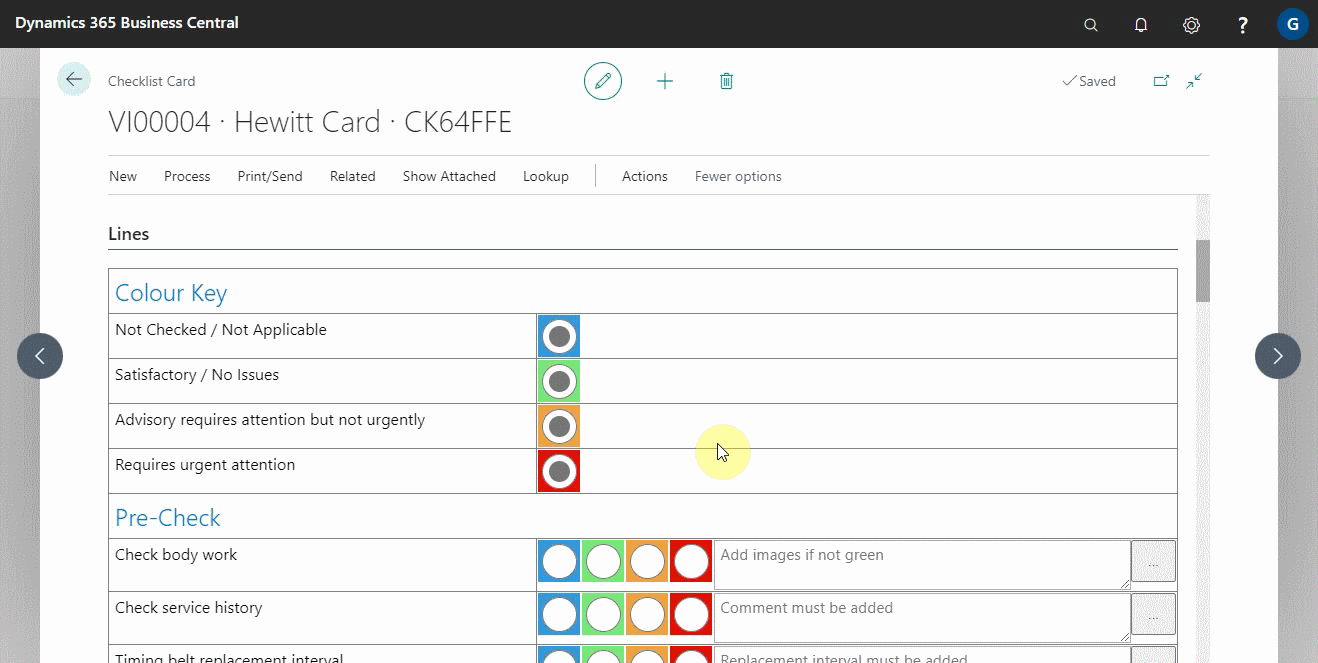 Dynamics 365 Business Central
?
G
Checklist Card
Saved
VI00004 · Hewitt Card · CK64FFE
New Process Print/Send Related Show Attached Lookup Actions Fewer options
Lines
Colour Key
Not Checked / Not Applicable
Satisfactory / No Issues
Advisory requires attention but not urgently
Requires urgent attention
Pre-Check
Check body work Add images if not green ...
Check service history Comment must be added ...
Timing belt replacement interval Replacement interval must be added